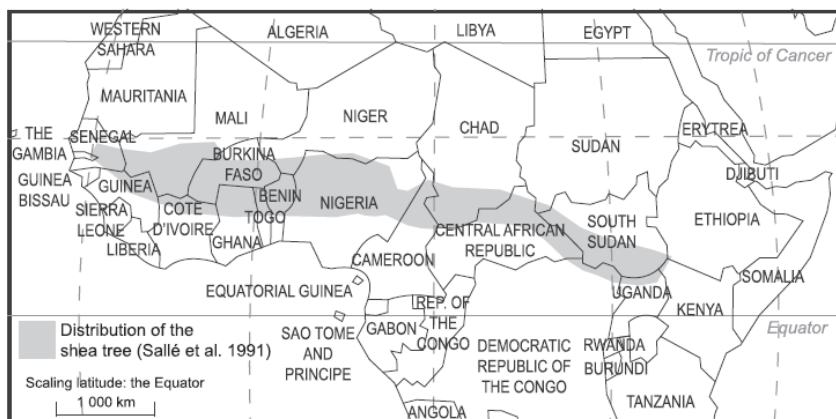 WESTERN
SAHARA
ALGERIA
LIBYA
EGYPT
Tropic of Cancer
MAURITANIA
MALI
NIGER
CHAD
SUDAN
ERYTREA
THE
GAMBIA
SENEGAL
BURKINA
FASO
DJIBUTI
GUINEA
BISSAU
GUINEA
BENIN
NIGERIA
SIERRA
LEONE
COTE
D'IVOIRE
TOGO
GHANA
LIBERIA
CENTRAL AFRICAN
REPUBLIC
SOUTH
SUDAN
ETHIOPIA
CAMEROON
SOMALIA
EQUATORIAL GUINEA
UGANDA
KENYA
REP. OF
THE
CONGO
GABON
Equator
SAO TOME
AND
PRINCIPE
DEMOCRATIC
REPUBLIC OF
THE CONGO
RWANDA
BURUNDI
TANZANIA
ANGOLA
Distribution of the
shea tree (Sallé et al. 1991)
Scaling latitude: the Equator
1 000 km